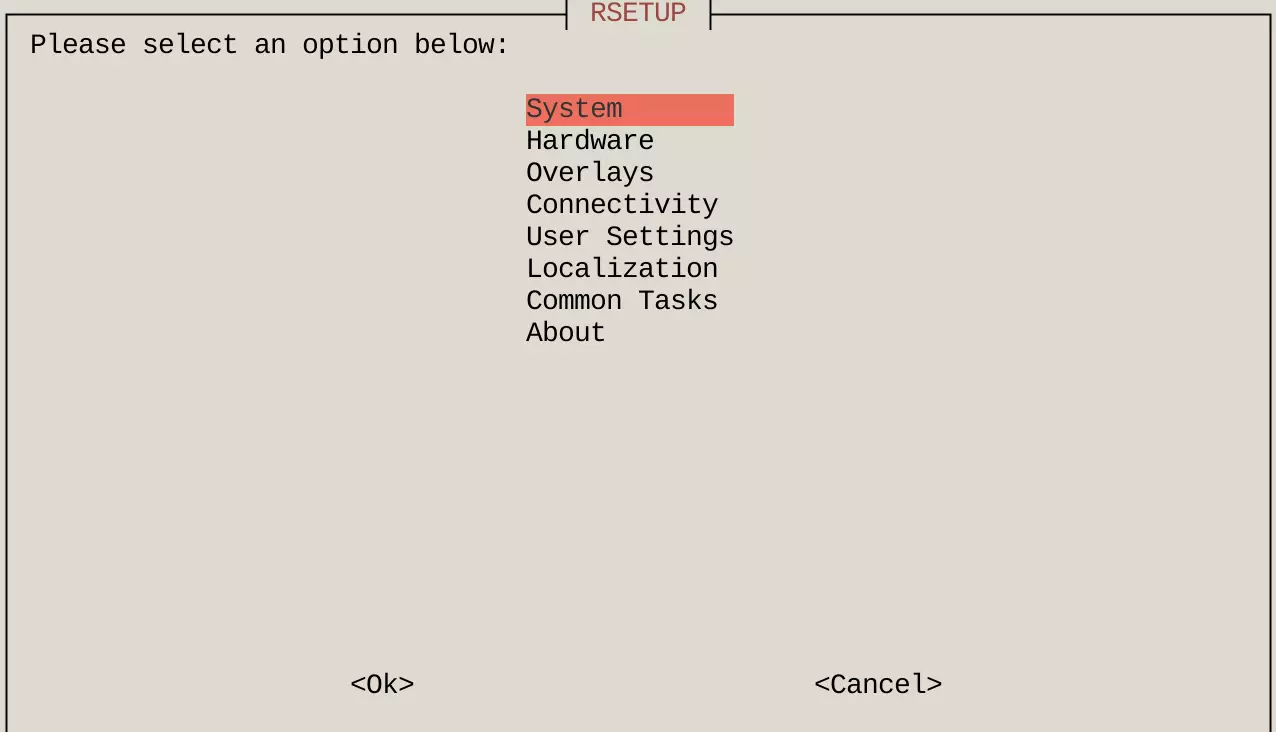 RSETUP
Please select an option below:
System
Hardware
Overlays
Connectivity
User Settings
Localization
Common Tasks
About
<Ok> <Cancel>